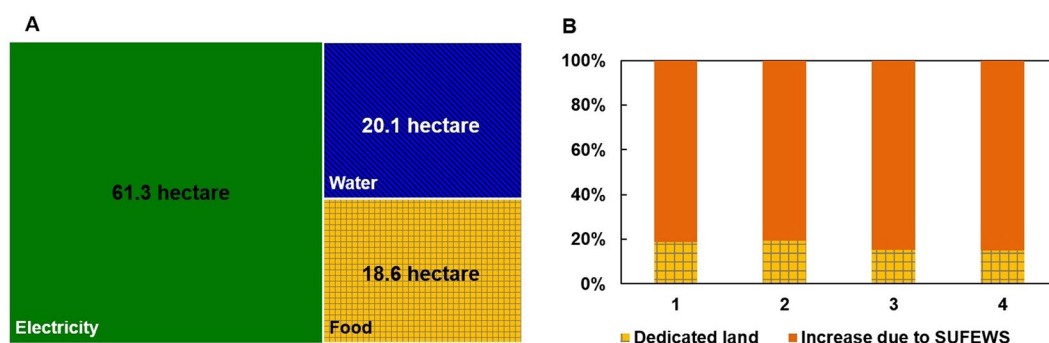 A
61.3 hectare
Electricity
20.1 hectare
Water
18.6 hectare
Food
B
100%
80%
60%
40%
20%
0%
1 2 3 4
Dedicated land Increase due to SUFEWS